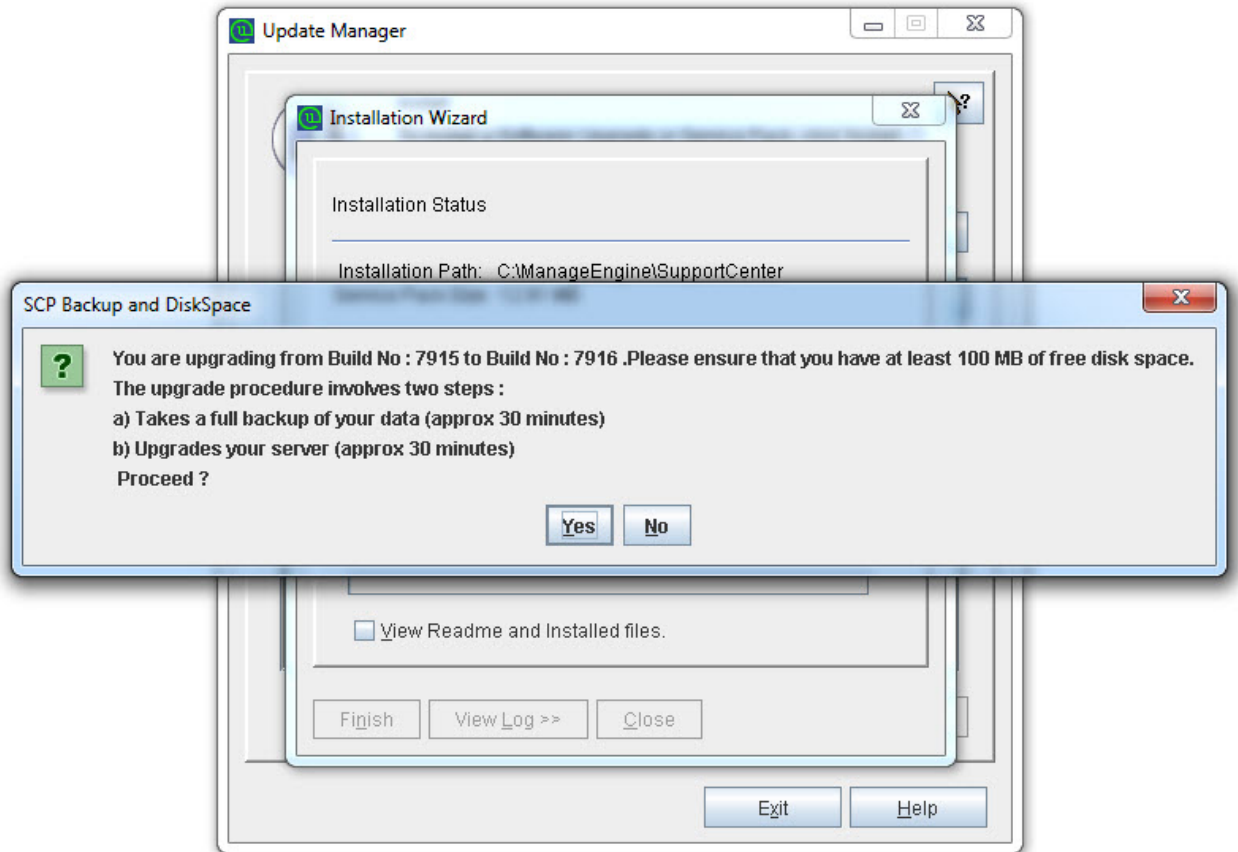 Update Manager
?
Installation Wizard
Installation Status
Installation Path: C:\ManageEngine\SupportCenter
SCP Backup and DiskSpace
?
You are upgrading from Build No : 7915 to Build No : 7916 .Please ensure that you have at least 100 MB of free disk space.
The upgrade procedure involves two steps :
a) Takes a full backup of your data (approx 30 minutes)
b) Upgrades your server (approx 30 minutes)
Proceed ?
Yes No
View Readme and Installed files.
Finish View Log >> Close
Exit Help